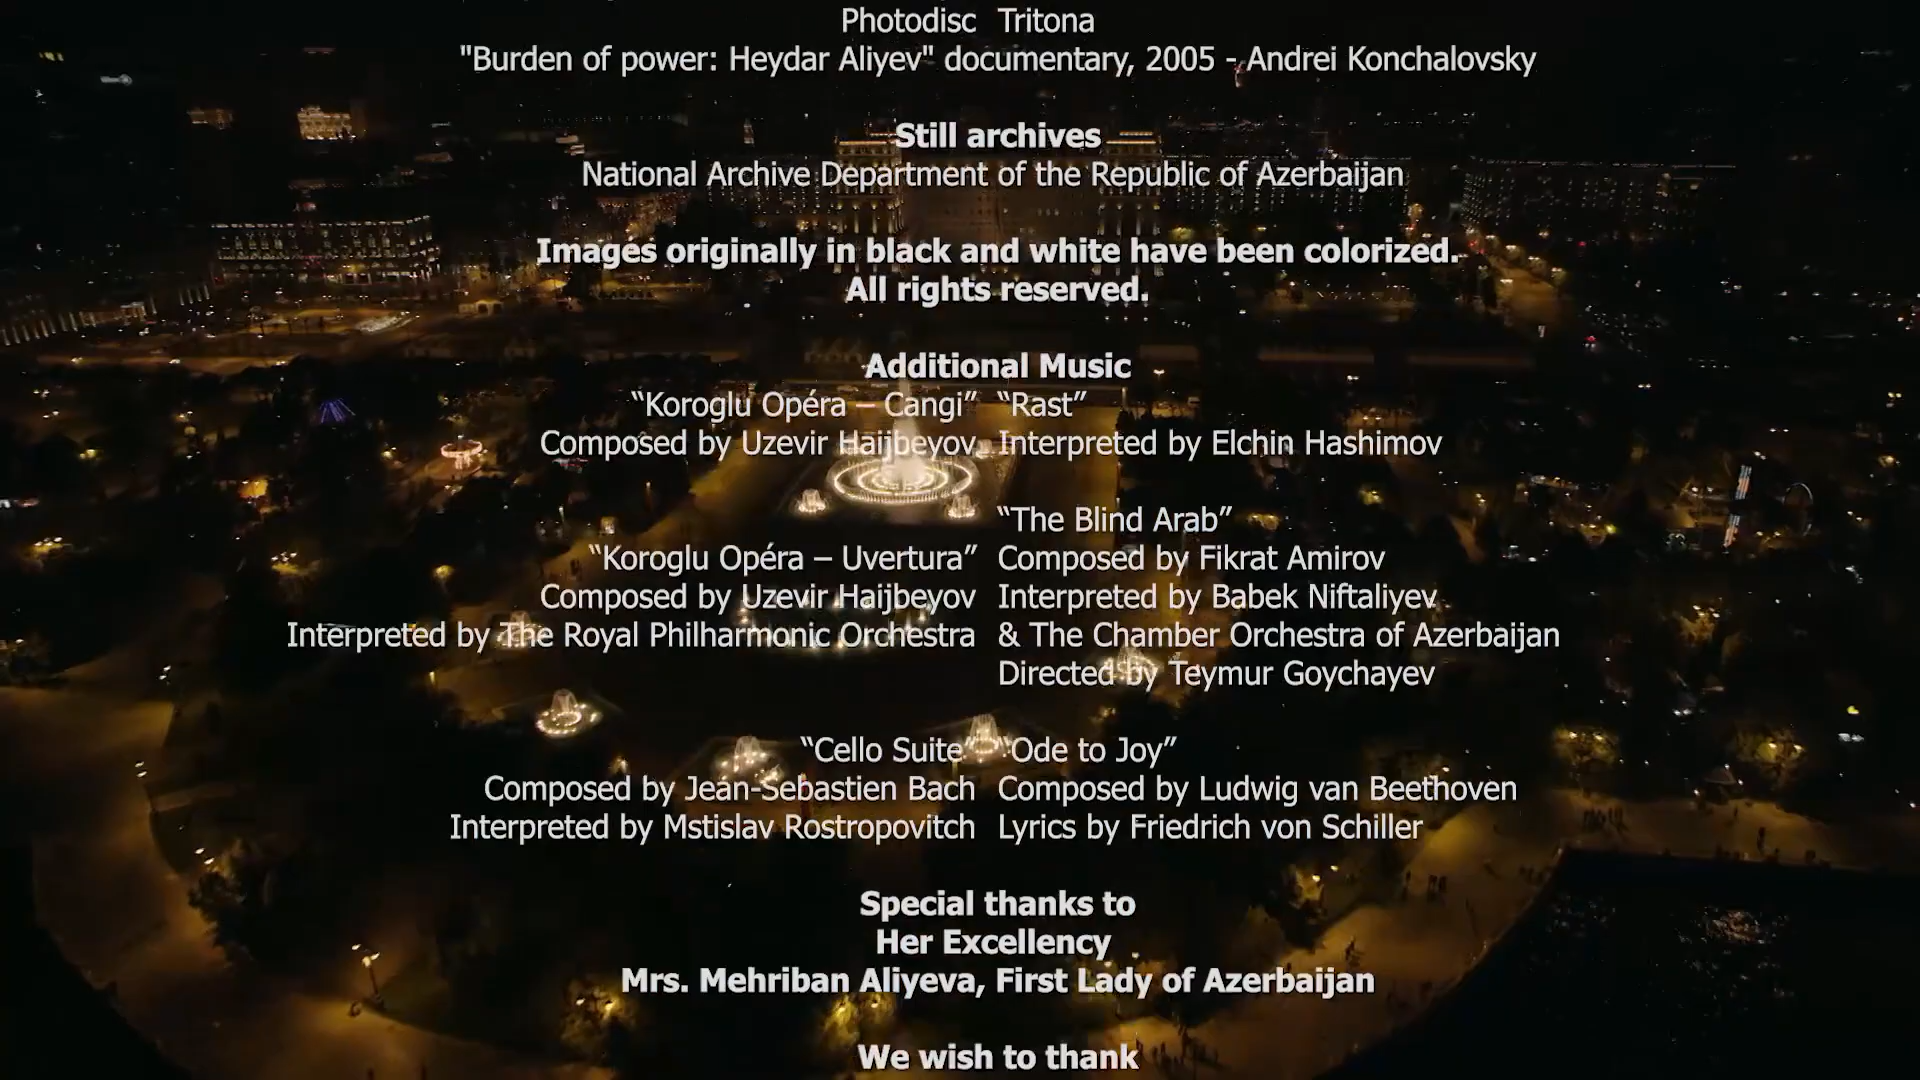 Photodisc Tritona
"Burden of power: Heydar Aliyev" documentary, 2005 - Andrei Konchalovsky
Still archives
National Archive Department of the Republic of Azerbaijan
Images originally in black and white have been colorized.
All rights reserved.
Additional Music
“Koroglu Opéra – Cangi”
Composed by Uzevir Haijbeyov
“Rast”
Interpreted by Elchin Hashimov
“Koroglu Opéra – Uvertura”
Composed by Uzevir Haijbeyov
Interpreted by The Royal Philharmonic Orchestra
“The Blind Arab”
Composed by Fikrat Amirov
Interpreted by Babek Niftaliyev
& The Chamber Orchestra of Azerbaijan
Directed by Teymur Goychayev
“Cello Suite”
Composed by Jean-Sebastien Bach
Interpreted by Mstislav Rostropovitch
“Ode to Joy”
Composed by Ludwig van Beethoven
Lyrics by Friedrich von Schiller
Special thanks to
Her Excellency
Mrs. Mehriban Aliyeva, First Lady of Azerbaijan
We wish to thank